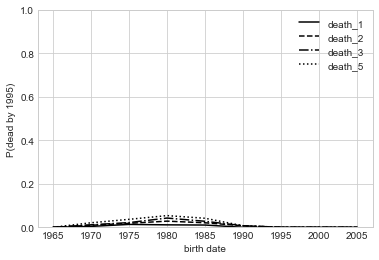 1.0
0.8
0.6
0.4
0.2
0.0
P(dead by 1995)
death_1
death_2
death_3
death_5
1965 1970 1975 1980 1985 1990 1995 2000 2005
birth date